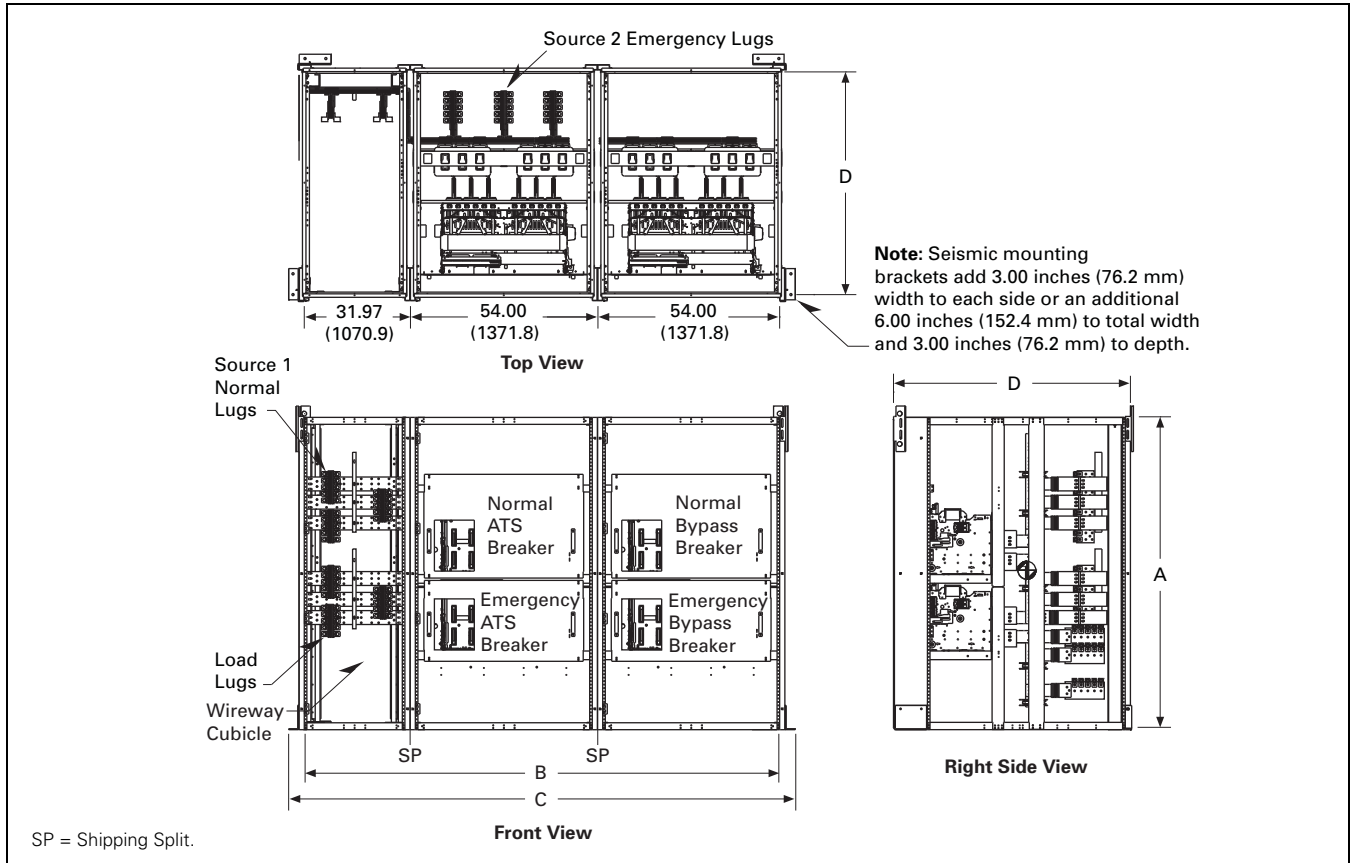 Source 2 Emergency Lugs
D
Note: Seismic mounting
brackets add 3.00 inches (76.2 mm)
width to each side or an additional
6.00 inches (152.4 mm) to total width
and 3.00 inches (76.2 mm) to depth.
31.97
(1070.9)
54.00
(1371.8)
54.00
(1371.8)
Top View
Source 1
Normal
Lugs
Normal
ATS
Breaker
Normal
Bypass
Breaker
Emergency
ATS
Breaker
Emergency
Bypass
Breaker
Load
Lugs
Wireway
Cubicle
SP
SP
B
C
Front View
D
A
Right Side View
SP = Shipping Split.